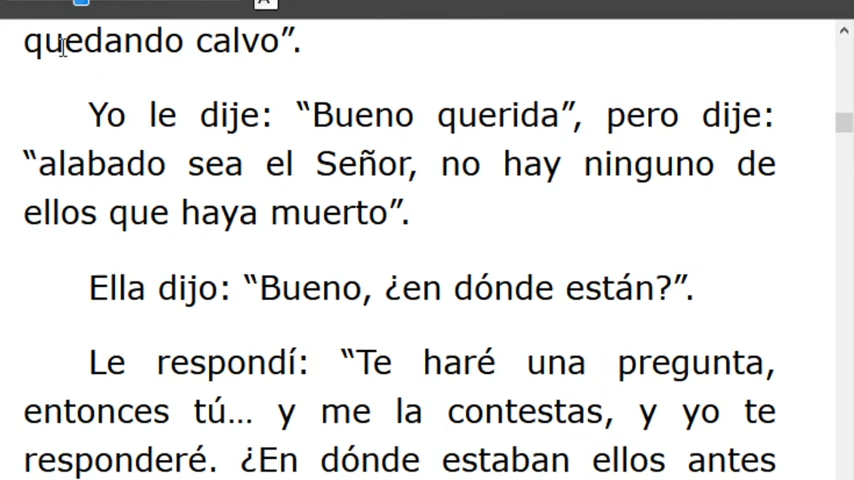 quedando calvo”.
Yo le dije: “Bueno querida”, pero dije:
“alabado sea el Señor, no hay ninguno de
ellos que haya muerto”.
Ella dijo: “Bueno, ¿en dónde están?”.
Le respondí: “Te haré una pregunta,
entonces tú… y me la contestas, y yo te
responderé. ¿En dónde estaban ellos antes